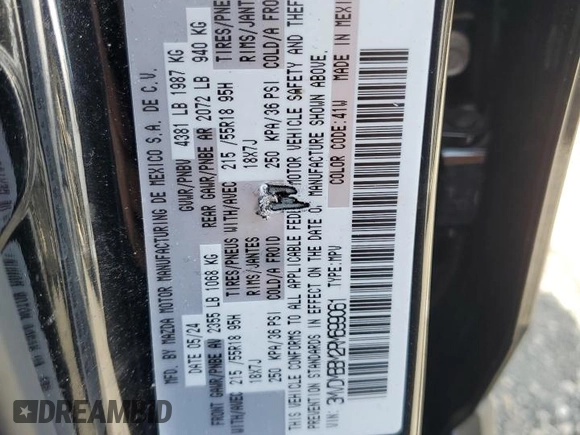 MFD. BY MAZDA MOTOR MANUFACTURING DE MEXICO S.A. DE C.V.
DATE 05/24 GVWR/PNBV 4381 LB 1987 KG
FRONT GAWR/PNBE AV 2355 LB 1068 KG REAR GAWR/PNBE AR 2072 LB 940 KG
WITH/AVEC 215 /55R18 95H TIRES/PNEUS WITH/AVEC 215 /55R18 95H TIRES/PNE
18X7J RIMS/JANTES 18X7J RIMS/JANT
250 KPA/36 PSI COLD/A FROID 250 KPA/36 PSI COLD/A FRO
THIS VEHICLE CONFORMS TO ALL APPLICABLE FED MOTOR VEHICLE SAFETY AND THEF
PREVENTION STANDARDS IN EFFECT ON THE DATE O MANUFACTURE SHOWN ABOVE.
VIN: TYPE:MPV COLOR CODE:41W MADE IN MEXI
AUTOBIDMASTER